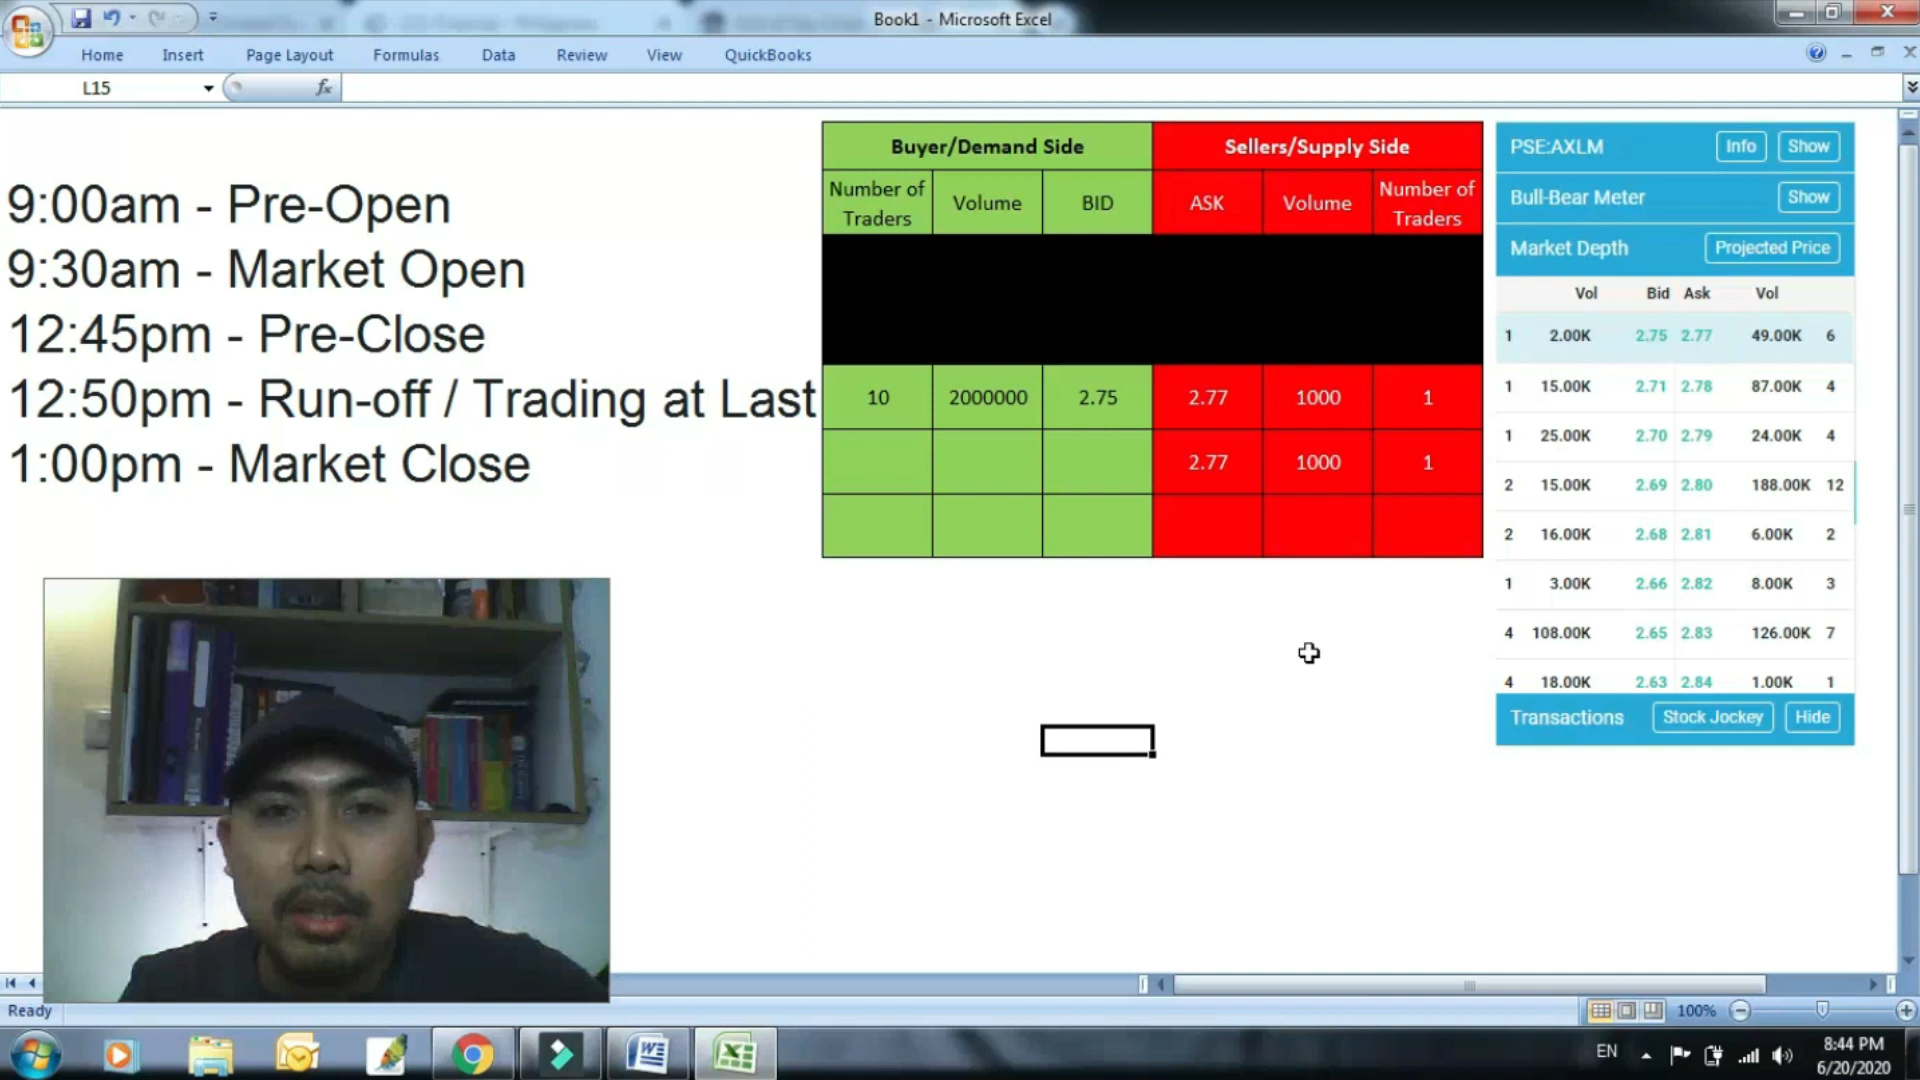 Book1 - Microsoft Excel
Home Insert Page Layout Formulas Data Review View QuickBooks
L15 fx
9:00am - Pre-Open
9:30am - Market Open
12:45pm - Pre-Close
12:50pm - Run-off / Trading at Last
1:00pm - Market Close
Buyer/Demand Side Sellers/Supply Side
Number of Traders Volume BID ASK Volume Number of Traders
10 2000000 2.75 2.77 1000 1
2.77 1000 1
PSE:AXLM Info Show
Bull-Bear Meter Show
Market Depth Projected Price
Vol Bid Ask Vol
1 2.00K 2.75 2.77 49.00K 6
1 15.00K 2.71 2.78 87.00K 4
1 25.00K 2.70 2.79 24.00K 4
2 15.00K 2.69 2.80 188.00K 12
2 16.00K 2.68 2.81 6.00K 2
1 3.00K 2.66 2.82 8.00K 3
4 108.00K 2.65 2.83 126.00K 7
4 18.00K 2.63 2.84 1.00K 1
Transactions Stock Jockey Hide
Ready 100%
EN 8:44 PM
6/20/2020